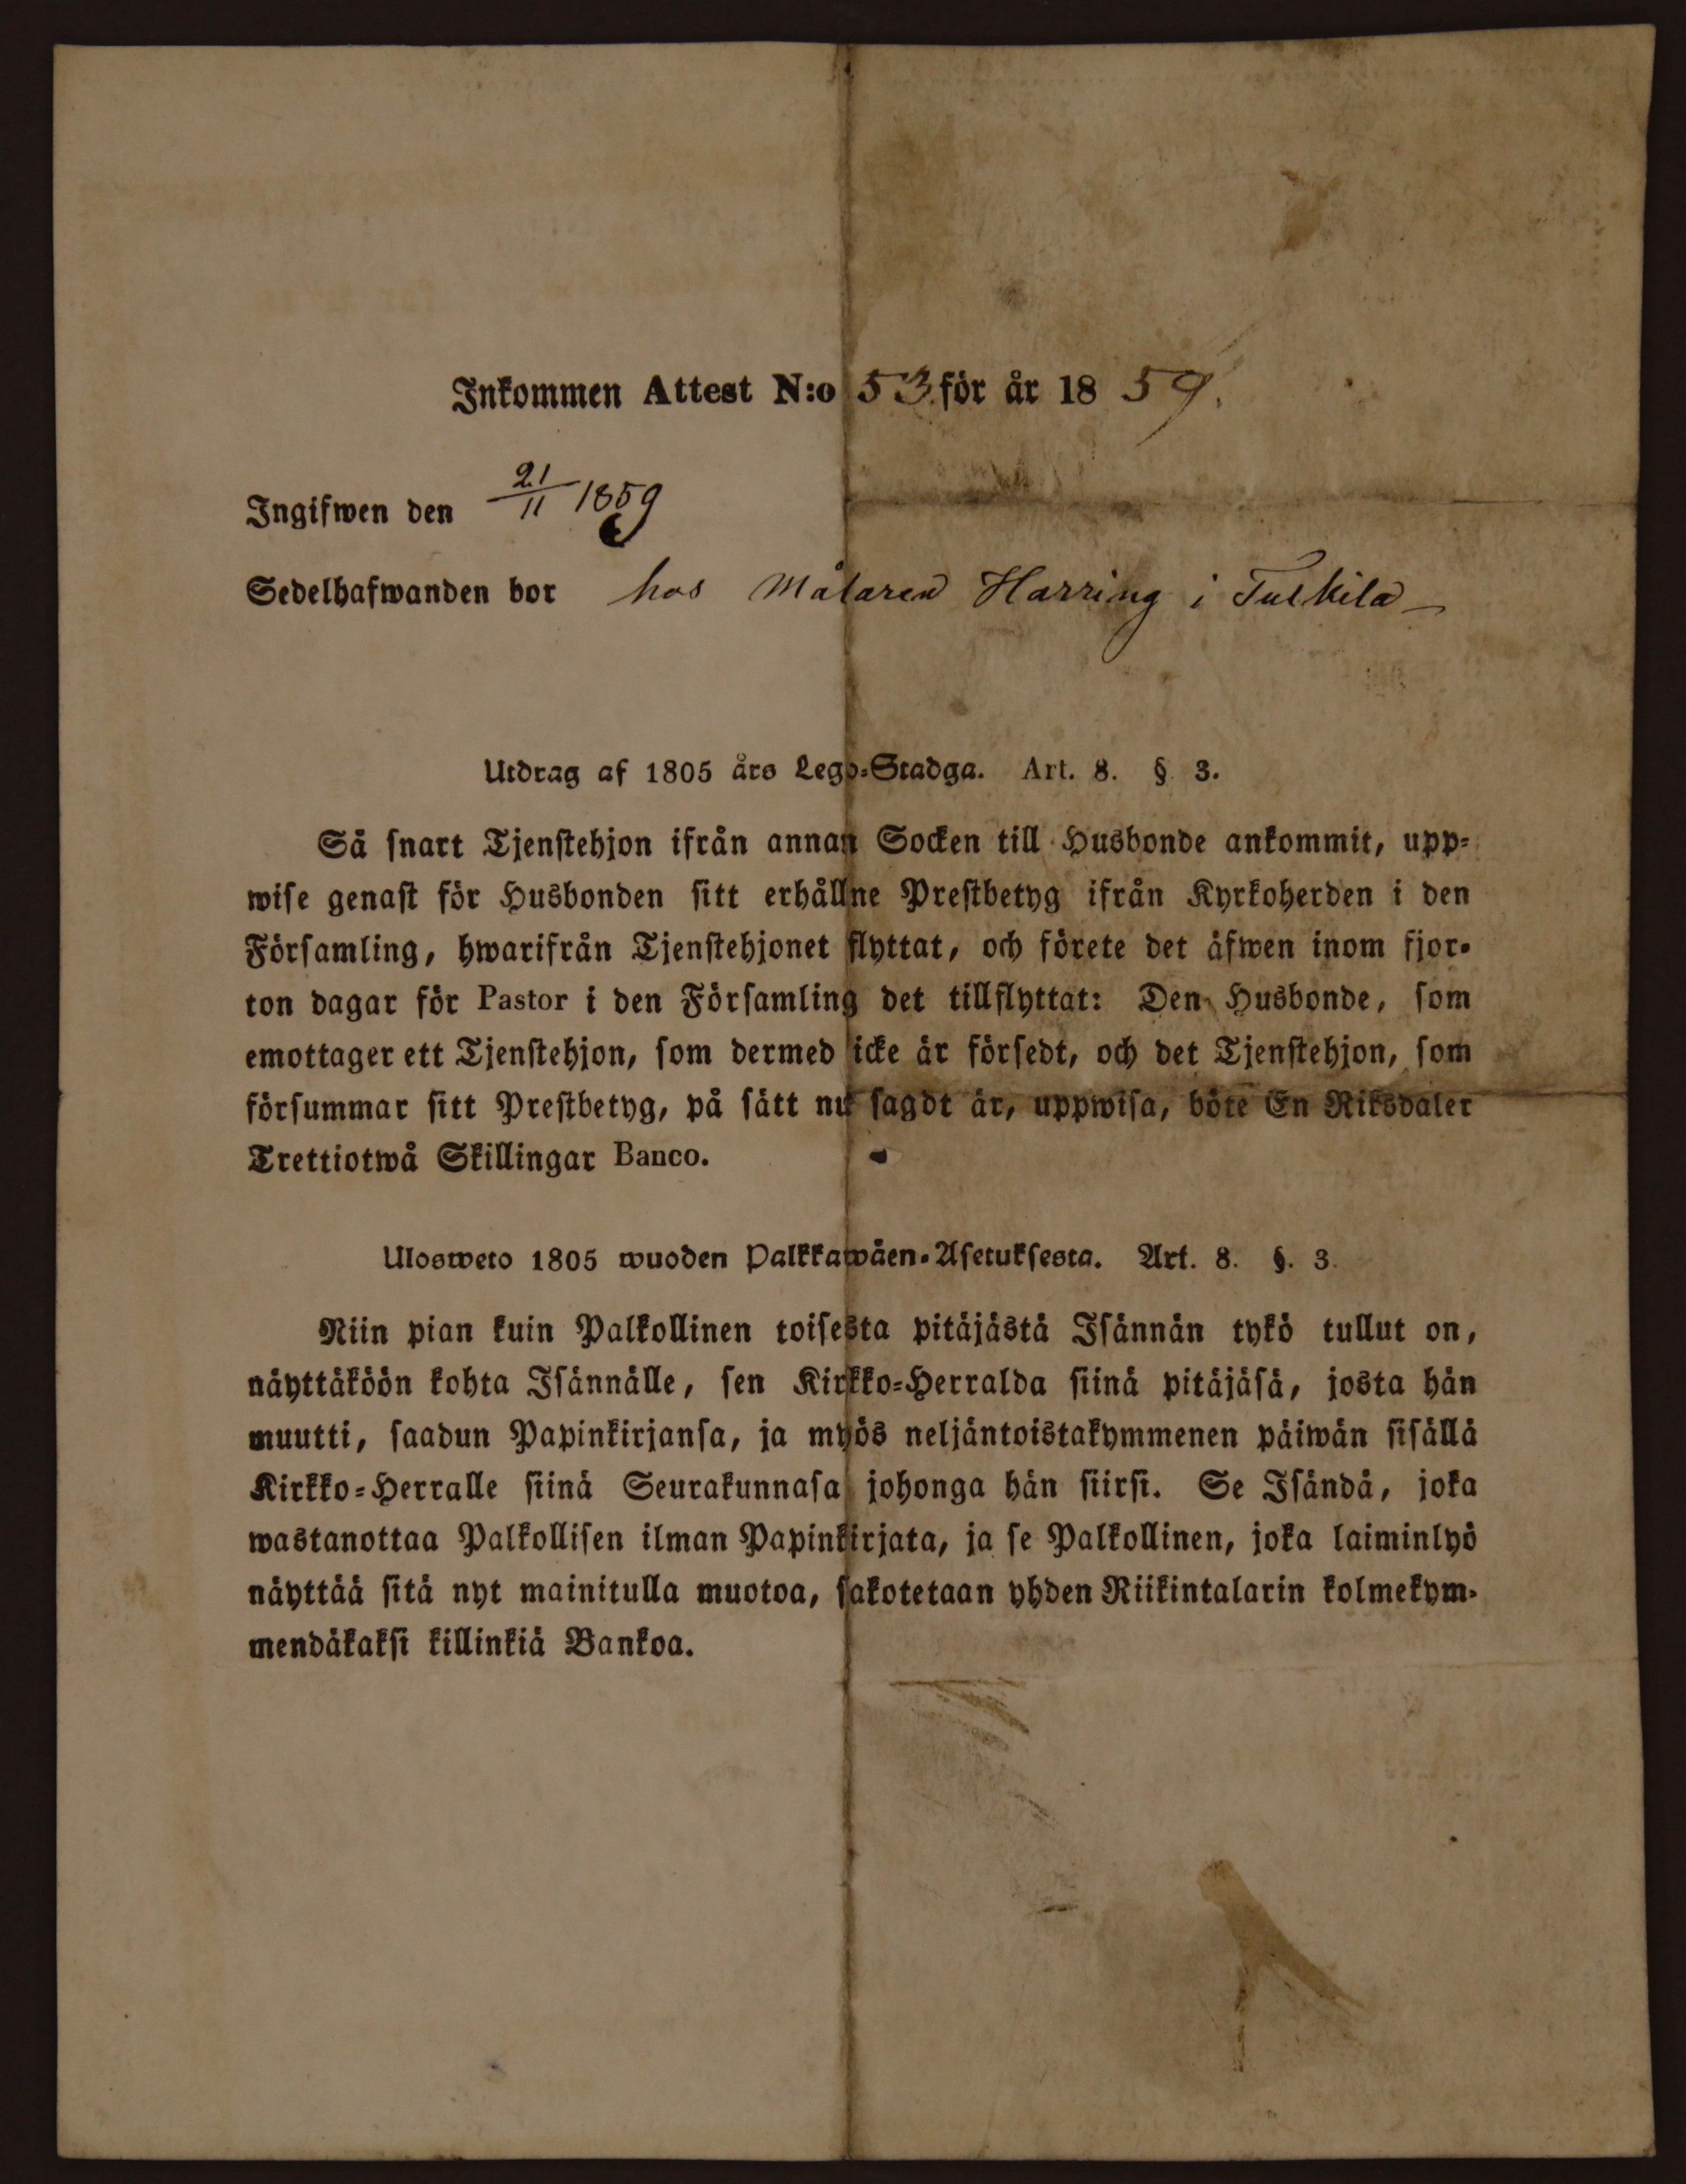 Inkommen Attest N:o 53 för år 1859.
Ingifwen den 21/11 1859
Sedelhafwanden bor hos Målaren Harring i Tulkila
Utdrag af 1805 års Lego-Stadga. Art. 8. § 3.
Så snart Tjenstehjon ifrån annan Socken till Husbonde ankommit, upp-
wise genast för Husbonden sitt erhållne Prestbetyg ifrån Kyrkoherden i den
Församling, hwarifrån Tjenstehjonet flyttat, och förete det äfwen inom fjor-
ton dagar för Pastor i den Församling det tillflyttat: Den Husbonde, som
emottager ett Tjenstehjon, som dermed icke är försedt, och det Tjenstehjon, som
försummar sitt Prestbetyg, på sätt nu sagdt är, uppwisa, böte En Riksdaler
Trettiotwå Skillingar Banco.
Ulosweto 1805 wuoden Palkkawäen-Asetuksesta. Art. 8. §. 3.
Niin pian kuin Palkollinen toisesta pitäjästä Isännän tykö tullut on,
näyttäköön kohta Isännälle, sen Kirkko-Herralda siinä pitäjäsä, josta hän
muutti, saadun Papinkirjansa, ja myös neljäntoistakymmenen päiwän sisällä
Kirkko-Herralle siinä Seurakunnasa johonga hän siirsi. Se Isändä, joka
wastanottaa Palkollisen ilman Papinkirjata, ja se Palkollinen, joka laiminlyö
näyttää sitä nyt mainitulla muotoa, sakotetaan yhden Riikintalarin kolmekym-
mendäkaksi killinkiä Bankoa.